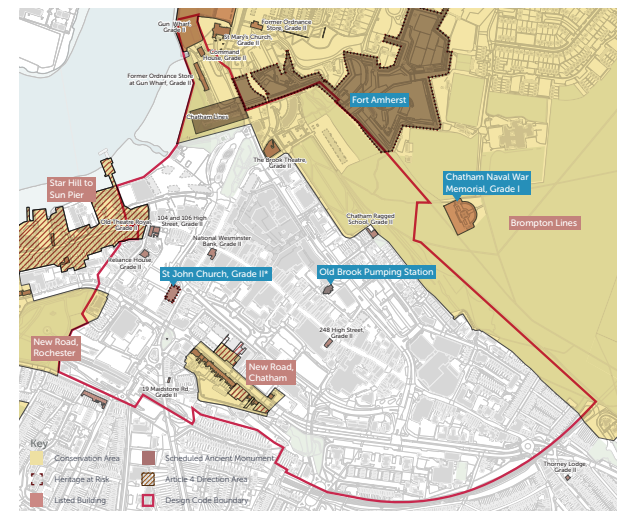 Gun Wharf,
Grade II
Former Ordnance
Store, Grade II
St Mary's Church,
Grade II
Command
House, Grade II
Former Ordnance Store
at Gun Wharf, Grade II
Fort Amherst
Chatham Lines
The Brook Theatre,
Grade II
Chatham Naval War
Memorial, Grade I
Star Hill to
Sun Pier
Old Theatre Royal,
Grade II
104 and 106 High
Street, Grade II
Chatham Ragged
School, Grade II
Brompton Lines
National Wesminster
Bank, Grade II
Reliance House,
Grade II
St John Church, Grade II*
Old Brook Pumping Station
248 High Street,
Grade II
New Road,
Rochester
New Road,
Chatham
19 Maidstone Rd,
Grade II
Thorney Lodge,
Grade II
Key
Conservation Area
Scheduled Ancient Monument
Heritage at Risk
Article 4 Direction Area
Listed Building
Design Code Boundary